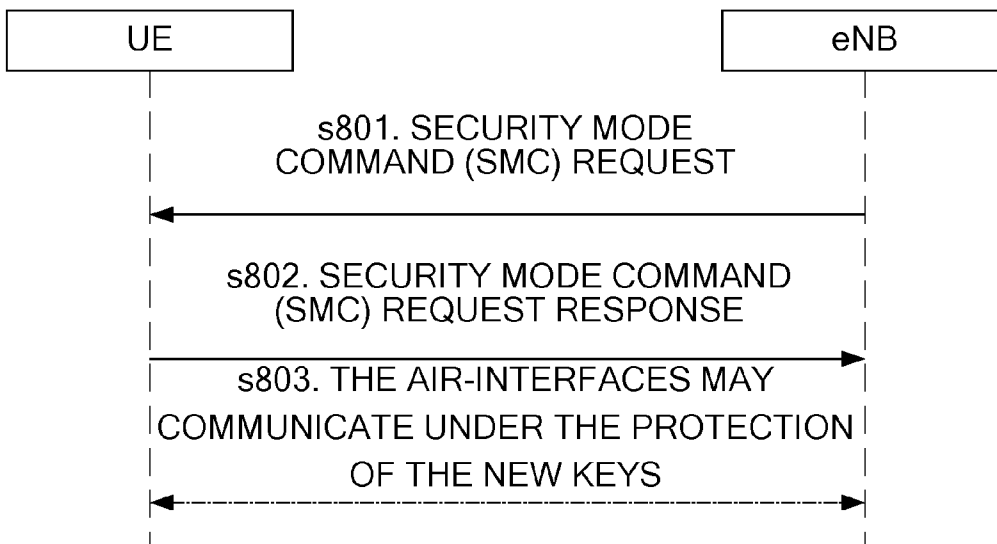 UE
eNB
s801. SECURITY MODE
COMMAND (SMC) REQUEST
s802. SECURITY MODE COMMAND
(SMC) REQUEST RESPONSE
s803. THE AIR-INTERFACES MAY
COMMUNICATE UNDER THE PROTECTION
OF THE NEW KEYS